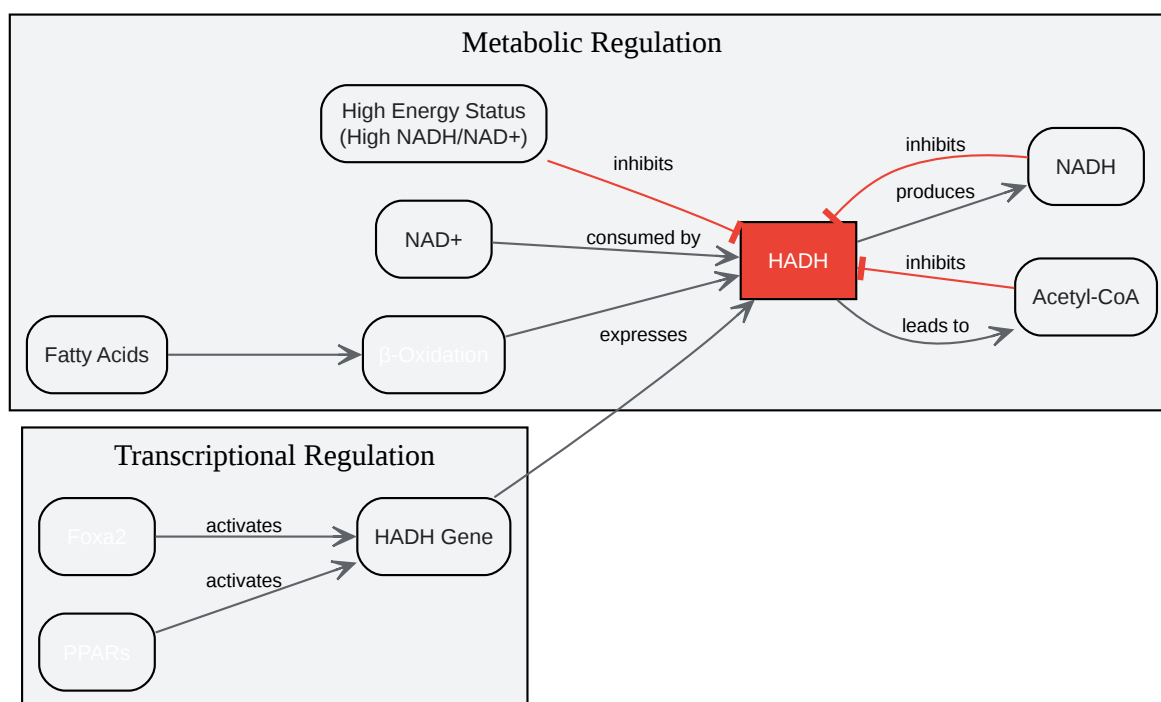 Metabolic Regulation
High Energy Status
(High NADH/NAD+)
inhibits
inhibits
NADH
produces
NAD+
consumed by
HADH
inhibits
Acetyl-CoA
leads to
Fatty Acids
β-Oxidation
expresses
Transcriptional Regulation
Foxa2
activates
HADH Gene
activates
PPARs